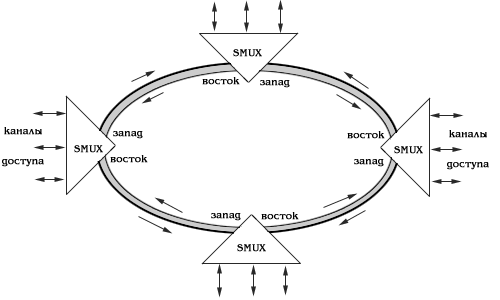 SMUX
восток запад
каналы
доступа
SMUX
запад
восток
восток
запад
SMUX
каналы
доступа
запад восток
SMUX